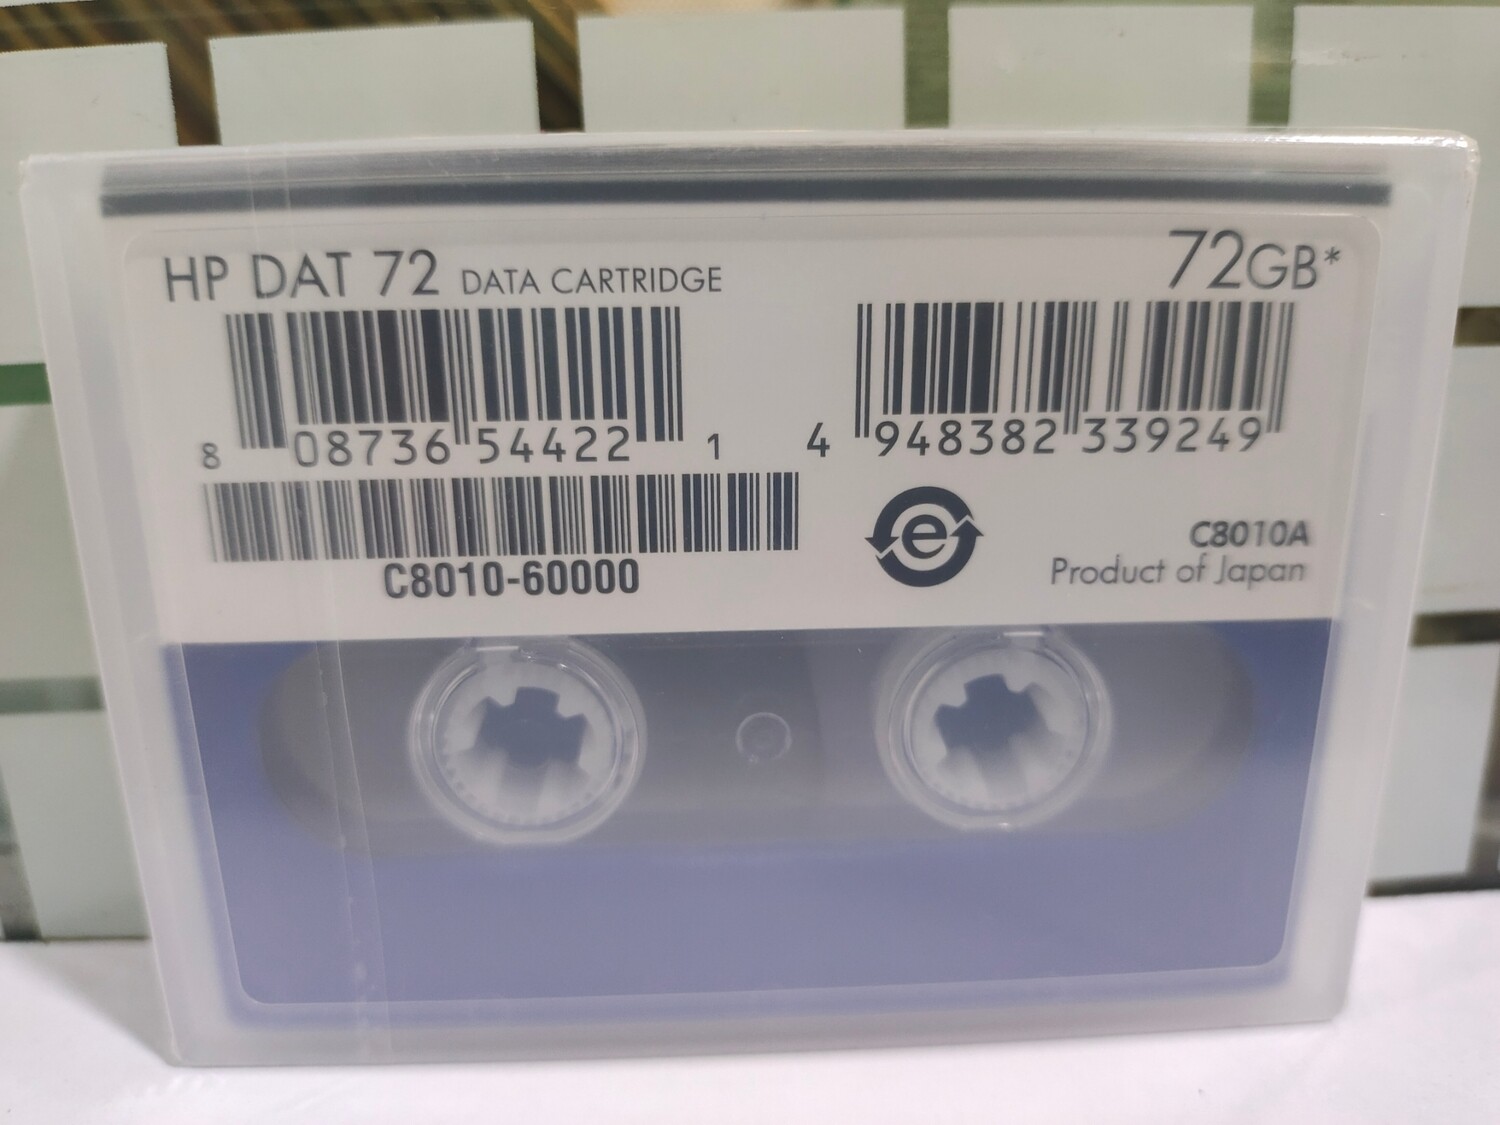 HP DAT 72 DATA CARTRIDGE
72GB*
8 08736 54422 1
4 948382 339249
C8010-60000
e
C8010A
Product of Japan